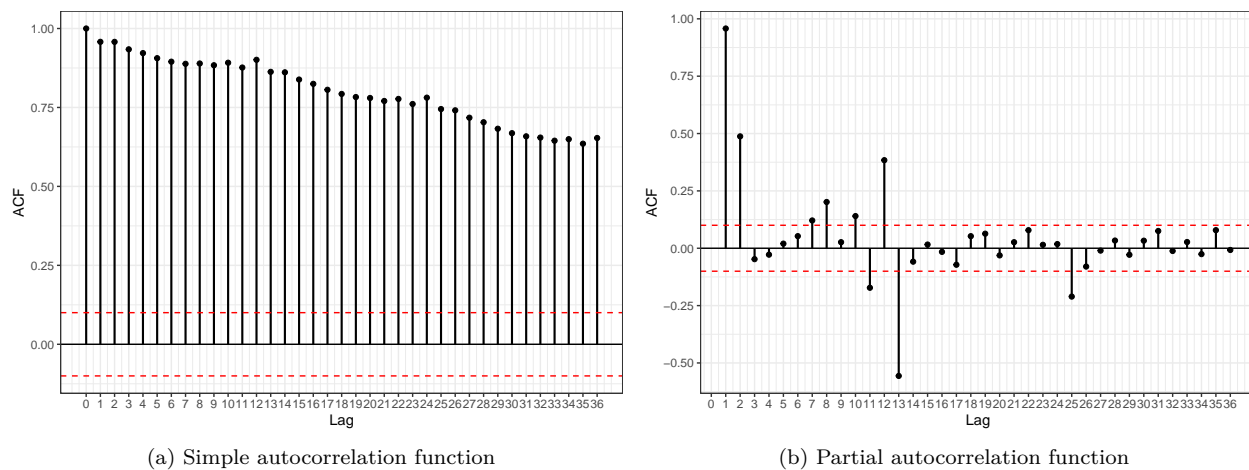 1.00
0.75
0.50
0.25
0.00
ACF
0 1 2 3 4 5 6 7 8 9 10 11 12 13 14 15 16 17 18 19 20 21 22 23 24 25 26 27 28 29 30 31 32 33 34 35 36
Lag
(a) Simple autocorrelation function
1.00
0.75
0.50
0.25
0.00
−0.25
−0.50
ACF
0 1 2 3 4 5 6 7 8 9 10 11 12 13 14 15 16 17 18 19 20 21 22 23 24 25 26 27 28 29 30 31 32 33 34 35 36
Lag
(b) Partial autocorrelation function